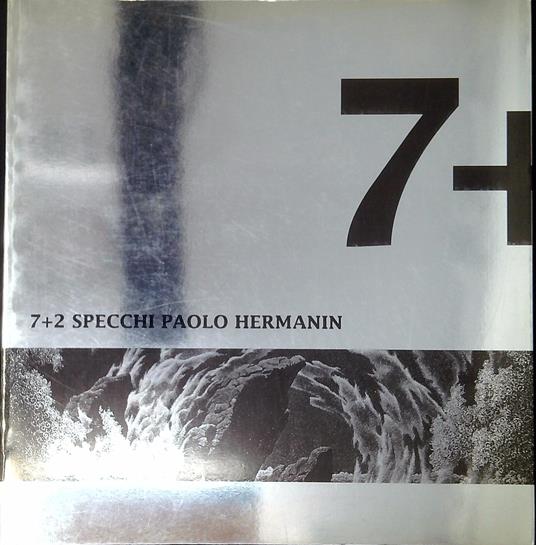 7+
7+2 SPECCHI PAOLO HERMANIN